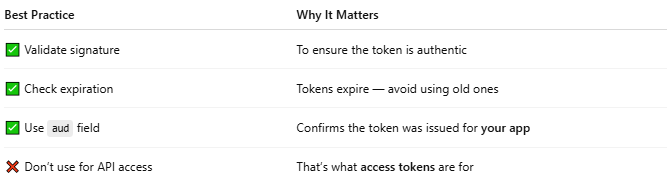 Best Practice Why It Matters
✅ Validate signature To ensure the token is authentic
✅ Check expiration Tokens expire — avoid using old ones
✅ Use aud field Confirms the token was issued for your app
❌ Don’t use for API access That’s what access tokens are for